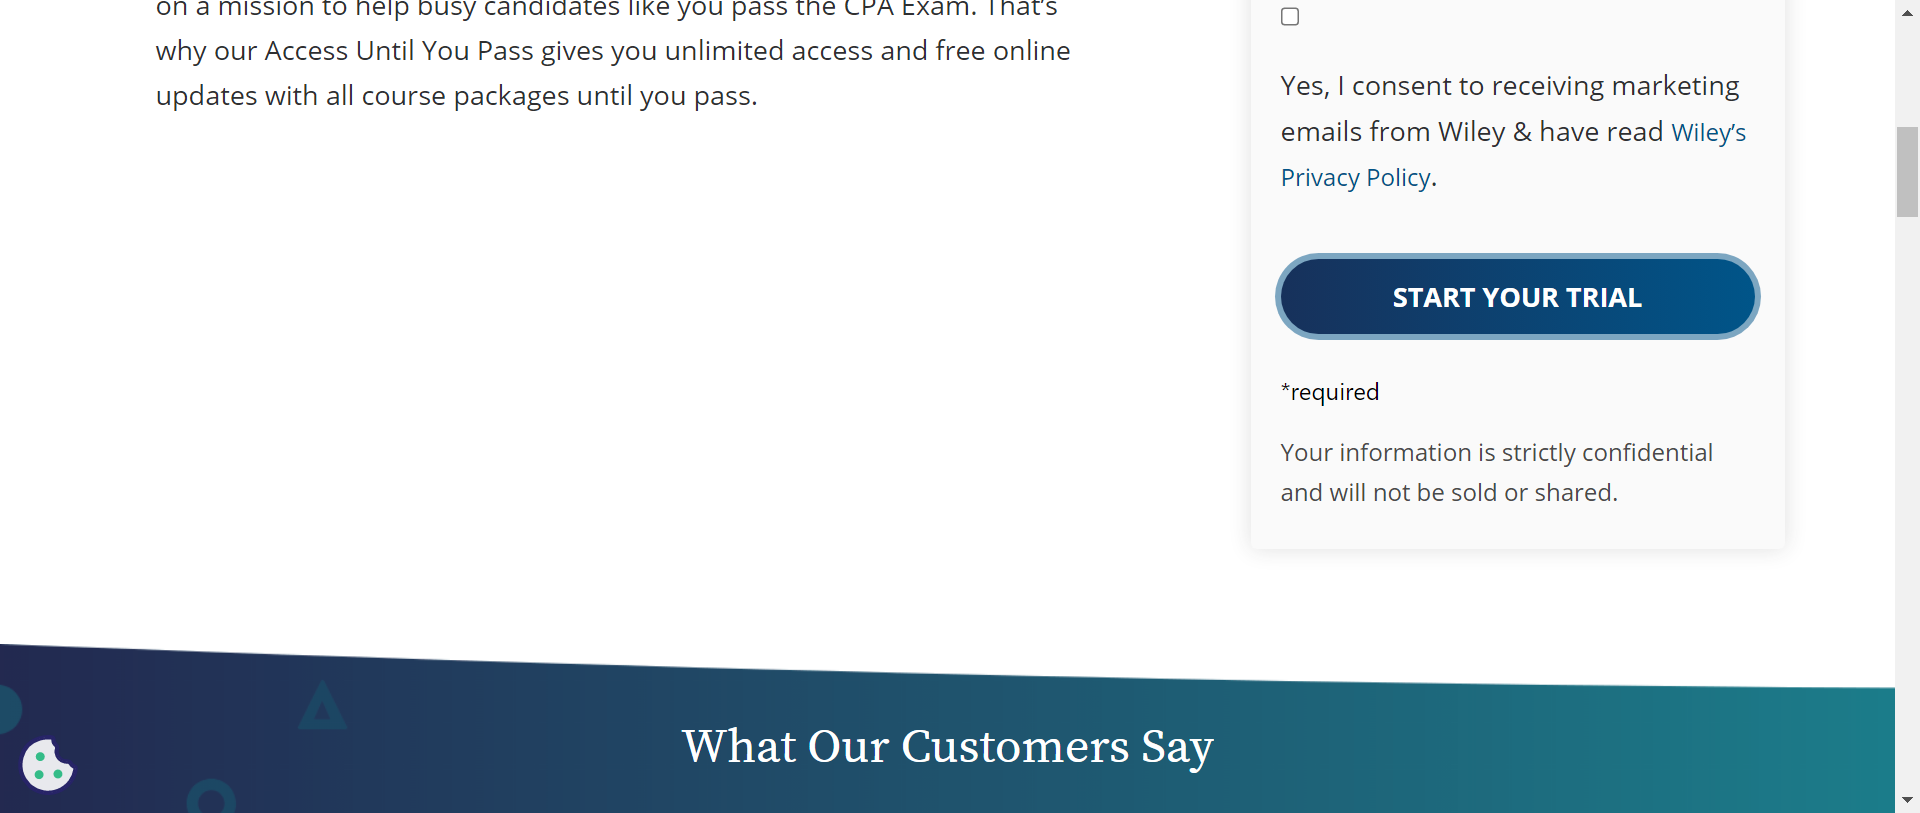 on a mission to help busy candidates like you pass the CPA Exam. That’s
why our Access Until You Pass gives you unlimited access and free online
updates with all course packages until you pass.
Yes, I consent to receiving marketing
emails from Wiley & have read Wiley’s
Privacy Policy.
START YOUR TRIAL
*required
Your information is strictly confidential
and will not be sold or shared.
What Our Customers Say